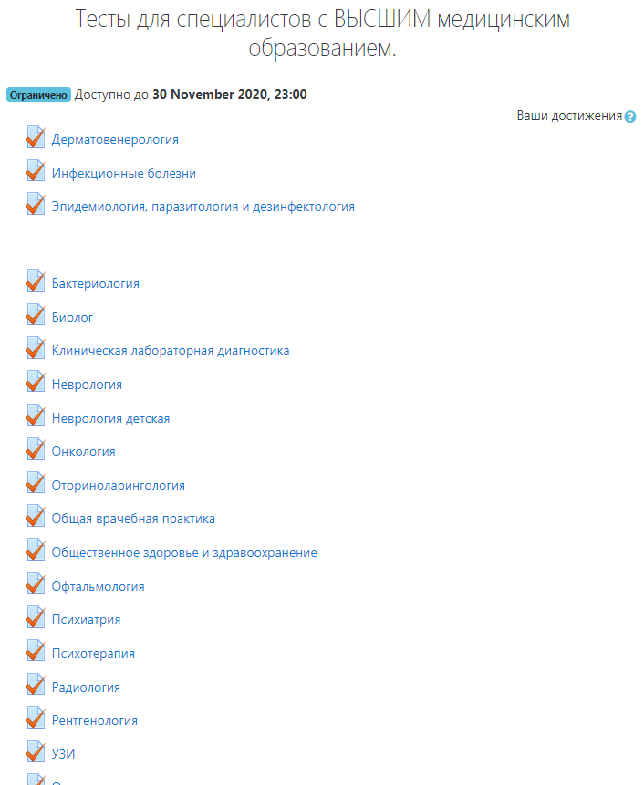 Тесты для специалистов с ВЫСШИМ медицинским
образованием.
Ограничено Доступно до 30 November 2020, 23:00
Ваши достижения ?
Дерматовенерология
Инфекционные болезни
Эпидемиология, паразитология и дезинфектология
Бактериология
Биолог
Клиническая лабораторная диагностика
Неврология
Неврология детская
Онкология
Оториноларингология
Общая врачебная практика
Общественное здоровье и здравоохранение
Офтальмология
Психиатрия
Психотерапия
Радиология
Рентгенология
УЗИ